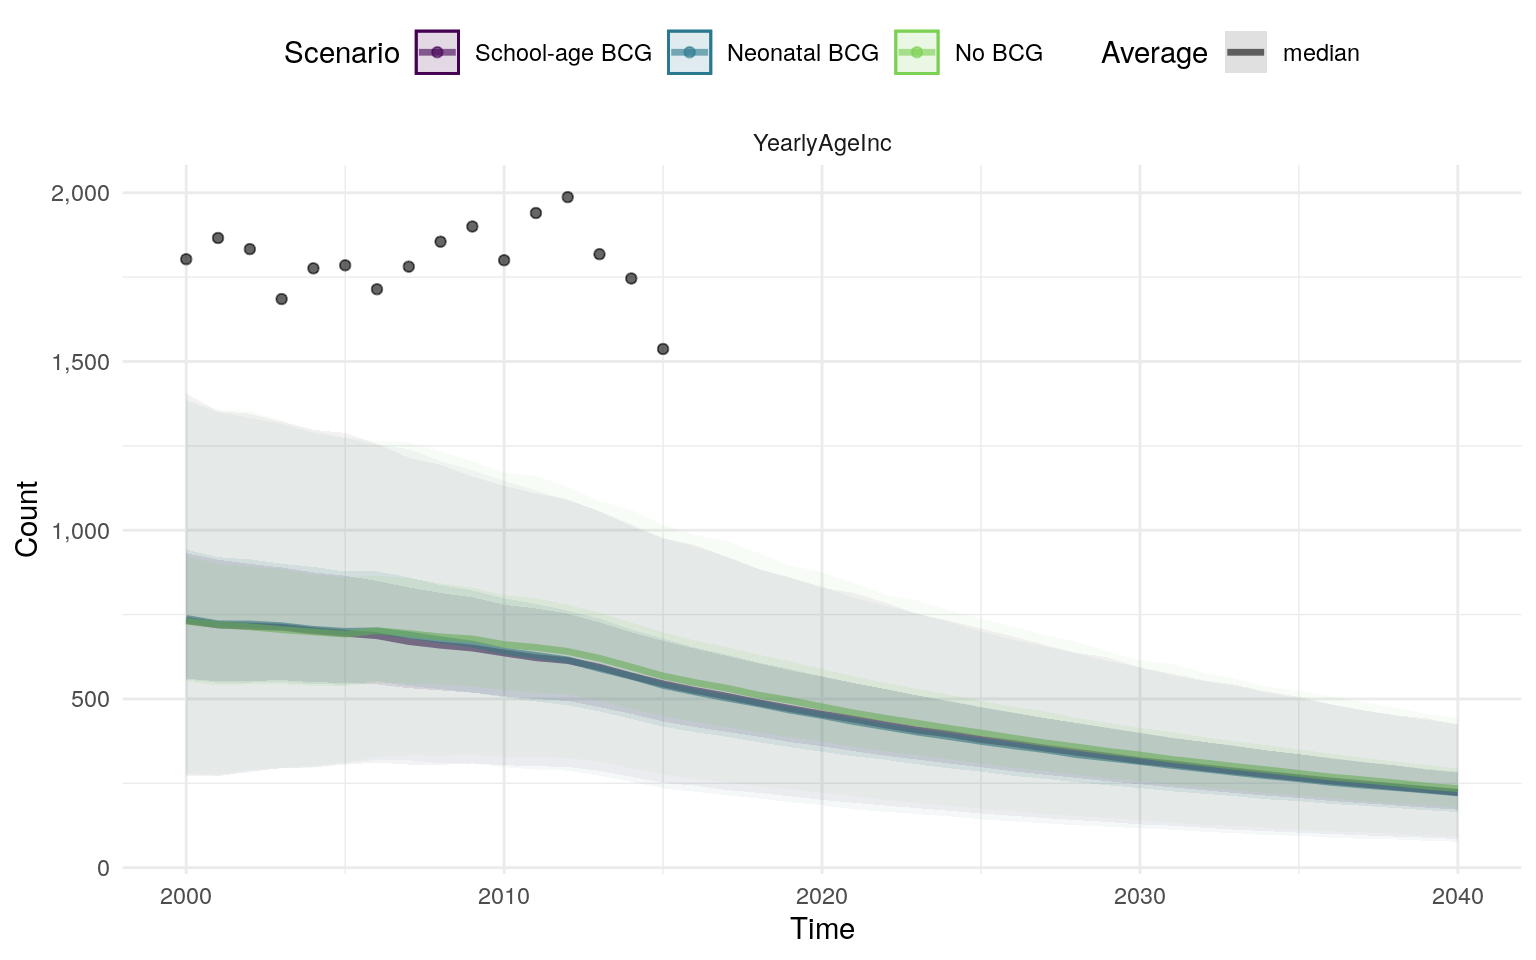 Scenario School-age BCG Neonatal BCG No BCG Average median
YearlyAgeInc
2,000
1,500
1,000
500
0
Count
2000 2010 2020 2030 2040
Time